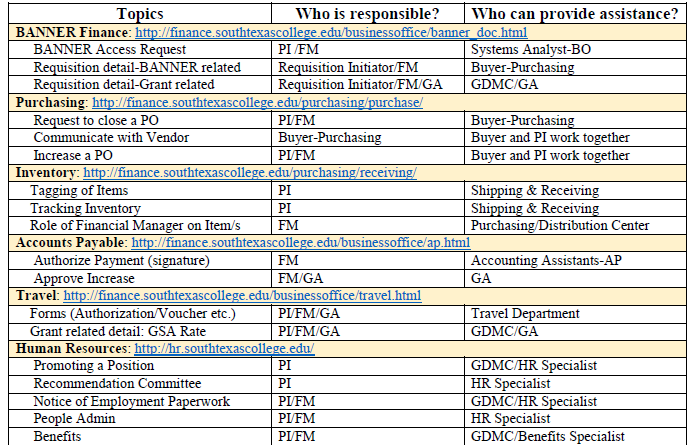 Topics Who is responsible? Who can provide assistance?
BANNER Finance: http://finance.southtexascollege.edu/businessoffice/banner_doc.html
BANNER Access Request PI /FM Systems Analyst-BO
Requisition detail-BANNER related Requisition Initiator/FM Buyer-Purchasing
Requisition detail-Grant related Requisition Initiator/FM/GA GDMC/GA
Purchasing: http://finance.southtexascollege.edu/purchasing/purchase/
Request to close a PO PI/FM Buyer-Purchasing
Communicate with Vendor Buyer-Purchasing Buyer and PI work together
Increase a PO PI/FM Buyer and PI work together
Inventory: http://finance.southtexascollege.edu/purchasing/receiving/
Tagging of Items PI Shipping & Receiving
Tracking Inventory PI Shipping & Receiving
Role of Financial Manager on Item/s FM Purchasing/Distribution Center
Accounts Payable: http://finance.southtexascollege.edu/businessoffice/ap.html
Authorize Payment (signature) FM Accounting Assistants-AP
Approve Increase FM/GA GA
Travel: http://finance.southtexascollege.edu/businessoffice/travel.html
Forms (Authorization/Voucher etc.) PI/FM/GA Travel Department
Grant related detail: GSA Rate PI/FM/GA GDMC/GA
Human Resources: http://hr.southtexascollege.edu/
Promoting a Position PI GDMC/HR Specialist
Recommendation Committee PI HR Specialist
Notice of Employment Paperwork PI/FM GDMC/HR Specialist
People Admin PI/FM HR Specialist
Benefits PI/FM GDMC/Benefits Specialist